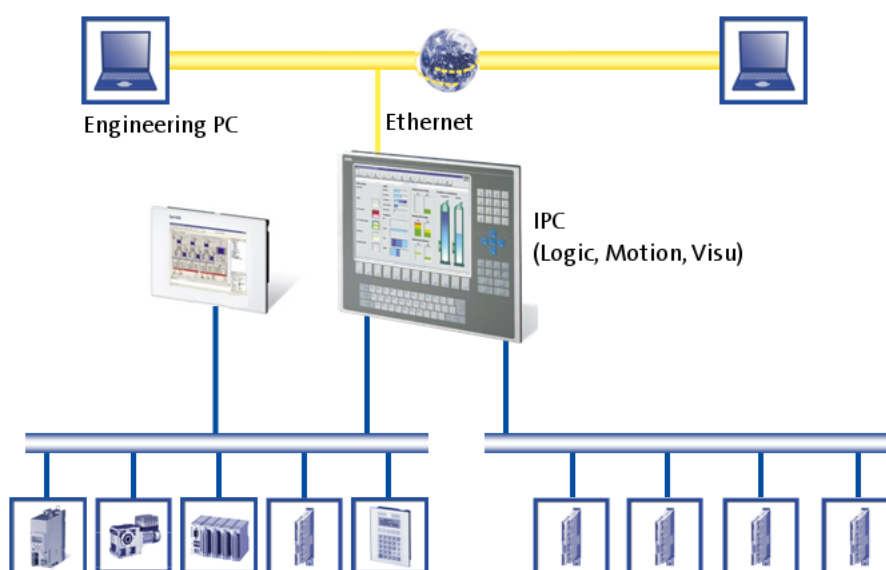 Engineering PC
Ethernet
IPC
(Logic, Motion, Visu)